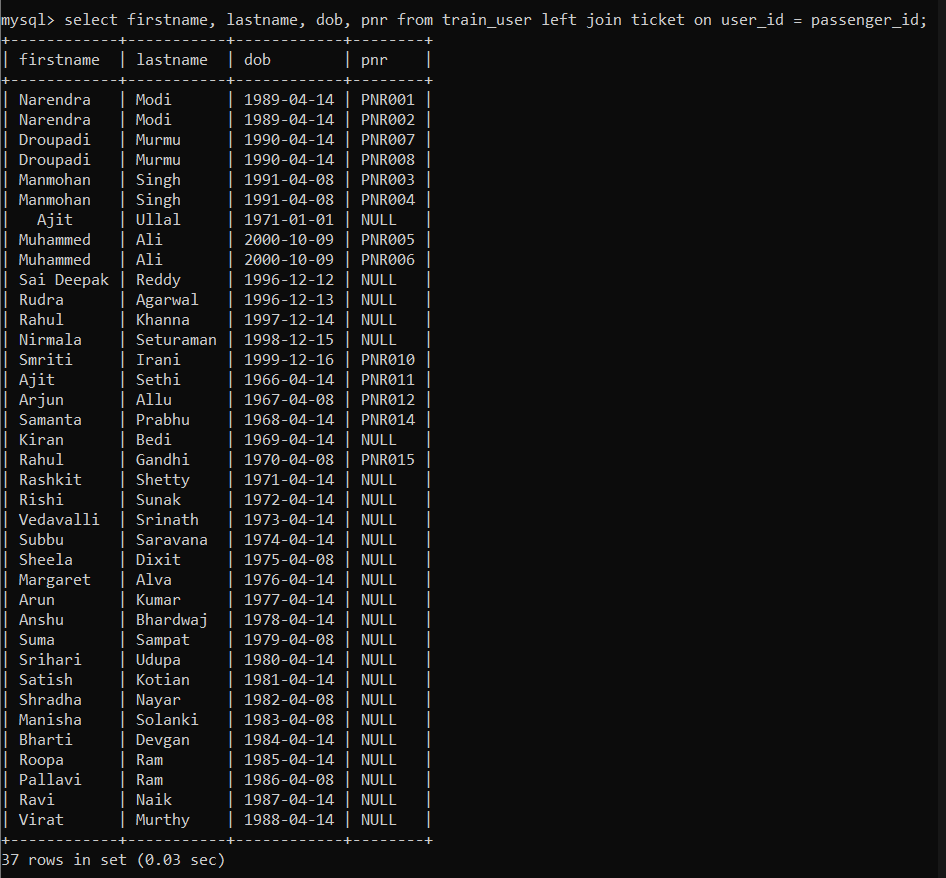 mysql> select firstname, lastname, dob, pnr from train_user left join ticket on user_id = passenger_id;
+------------+-----------+------------+--------+
| firstname  | lastname  | dob        | pnr    |
+------------+-----------+------------+--------+
| Narendra   | Modi      | 1989-04-14 | PNR001 |
| Narendra   | Modi      | 1989-04-14 | PNR002 |
| Droupadi   | Murmu     | 1990-04-14 | PNR007 |
| Droupadi   | Murmu     | 1990-04-14 | PNR008 |
| Manmohan   | Singh     | 1991-04-08 | PNR003 |
| Manmohan   | Singh     | 1991-04-08 | PNR004 |
|   Ajit     | Ullal     | 1971-01-01 | NULL   |
| Muhammed   | Ali       | 2000-10-09 | PNR005 |
| Muhammed   | Ali       | 2000-10-09 | PNR006 |
| Sai Deepak | Reddy     | 1996-12-12 | NULL   |
| Rudra      | Agarwal   | 1996-12-13 | NULL   |
| Rahul      | Khanna    | 1997-12-14 | NULL   |
| Nirmala    | Seturaman | 1998-12-15 | NULL   |
| Smriti     | Irani     | 1999-12-16 | PNR010 |
| Ajit       | Sethi     | 1966-04-14 | PNR011 |
| Arjun      | Allu      | 1967-04-08 | PNR012 |
| Samanta    | Prabhu    | 1968-04-14 | PNR014 |
| Kiran      | Bedi      | 1969-04-14 | NULL   |
| Rahul      | Gandhi    | 1970-04-08 | PNR015 |
| Rashkit    | Shetty    | 1971-04-14 | NULL   |
| Rishi      | Sunak     | 1972-04-14 | NULL   |
| Vedavalli  | Srinath   | 1973-04-14 | NULL   |
| Subbu      | Saravana  | 1974-04-14 | NULL   |
| Sheela     | Dixit     | 1975-04-08 | NULL   |
| Margaret   | Alva      | 1976-04-14 | NULL   |
| Arun       | Kumar     | 1977-04-14 | NULL   |
| Anshu      | Bhardwaj  | 1978-04-14 | NULL   |
| Suma       | Sampat    | 1979-04-08 | NULL   |
| Srihari    | Udupa     | 1980-04-14 | NULL   |
| Satish     | Kotian    | 1981-04-14 | NULL   |
| Shradha    | Nayar     | 1982-04-08 | NULL   |
| Manisha    | Solanki   | 1983-04-08 | NULL   |
| Bharti     | Devgan    | 1984-04-14 | NULL   |
| Roopa      | Ram       | 1985-04-14 | NULL   |
| Pallavi    | Ram       | 1986-04-08 | NULL   |
| Ravi       | Naik      | 1987-04-14 | NULL   |
| Virat      | Murthy    | 1988-04-14 | NULL   |
+------------+-----------+------------+--------+
37 rows in set (0.03 sec)